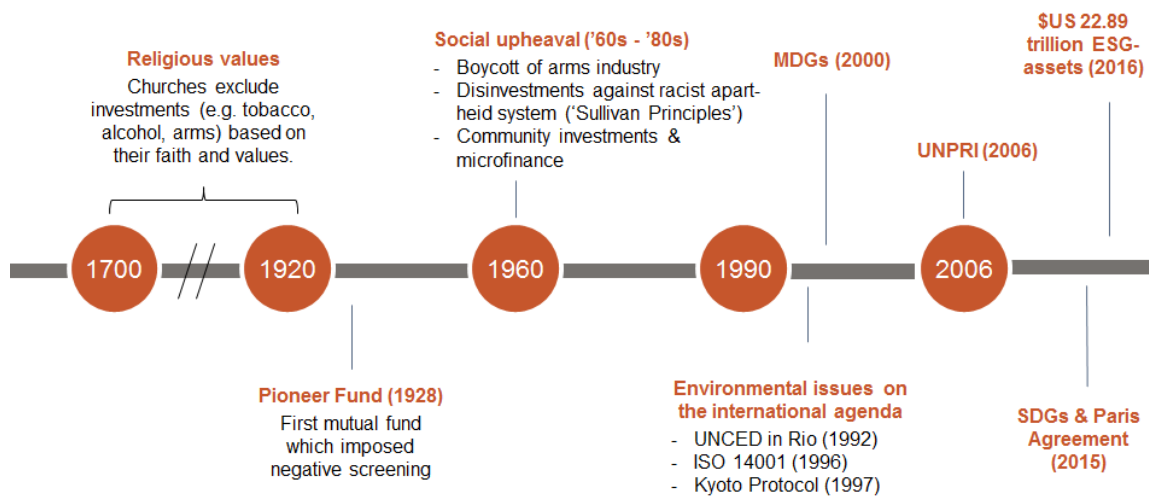 Religious values
Churches exclude
investments (e.g. tobacco,
alcohol, arms) based on
their faith and values.
Social upheaval ('60s - '80s)
- Boycott of arms industry
- Disinvestments against racist apart-
heid system ('Sullivan Principles')
- Community investments &
microfinance
MDGs (2000)
UNPRI (2006)
$US 22.89
trillion ESG-
assets (2016)
1700
1920
1960
1990
2006
Pioneer Fund (1928)
First mutual fund
which imposed
negative screening
Environmental issues on
the international agenda
- UNCED in Rio (1992)
- ISO 14001 (1996)
- Kyoto Protocol (1997)
SDGs & Paris
Agreement
(2015)